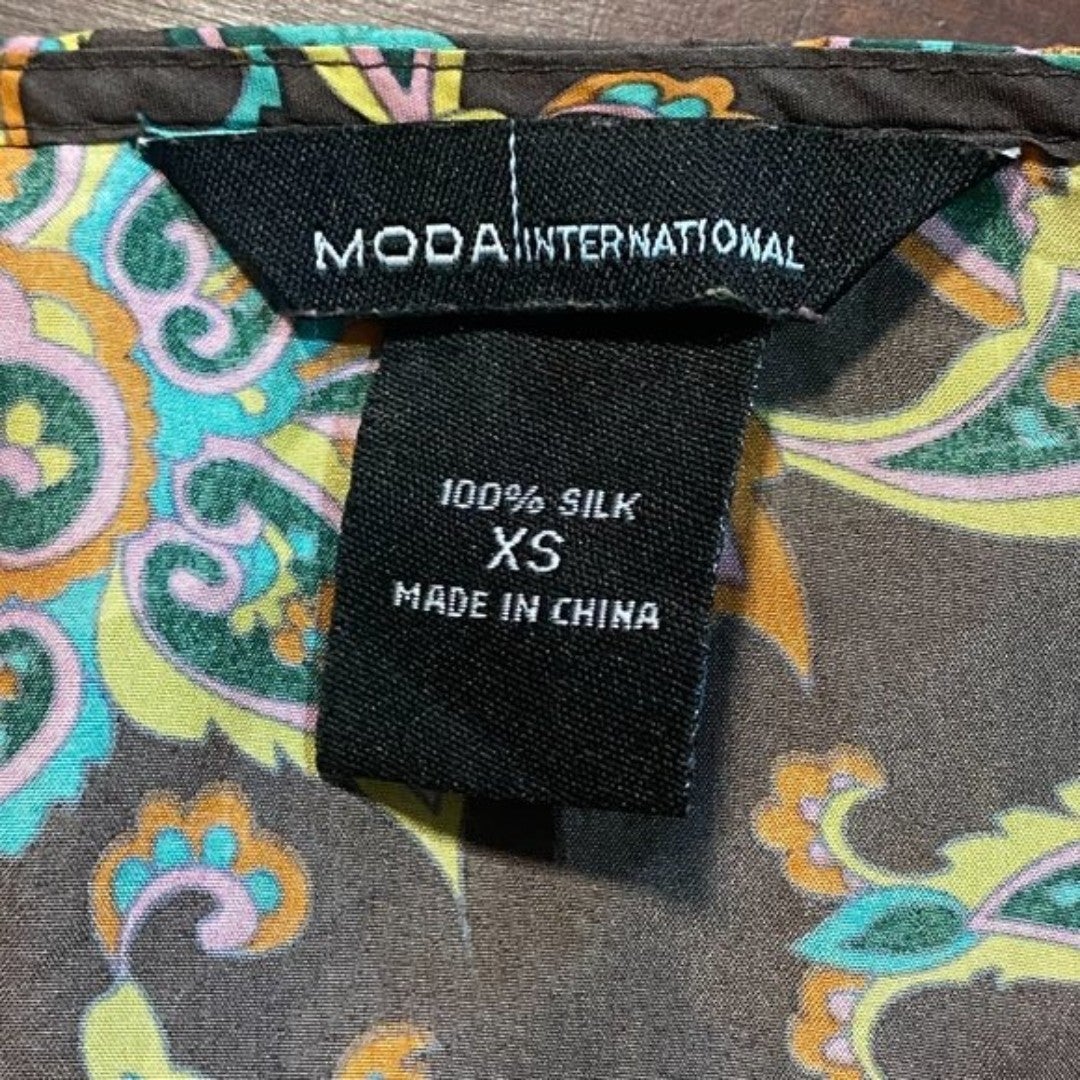 MODA INTERNATIONAL
100% SILK
XS
MADE IN CHINA